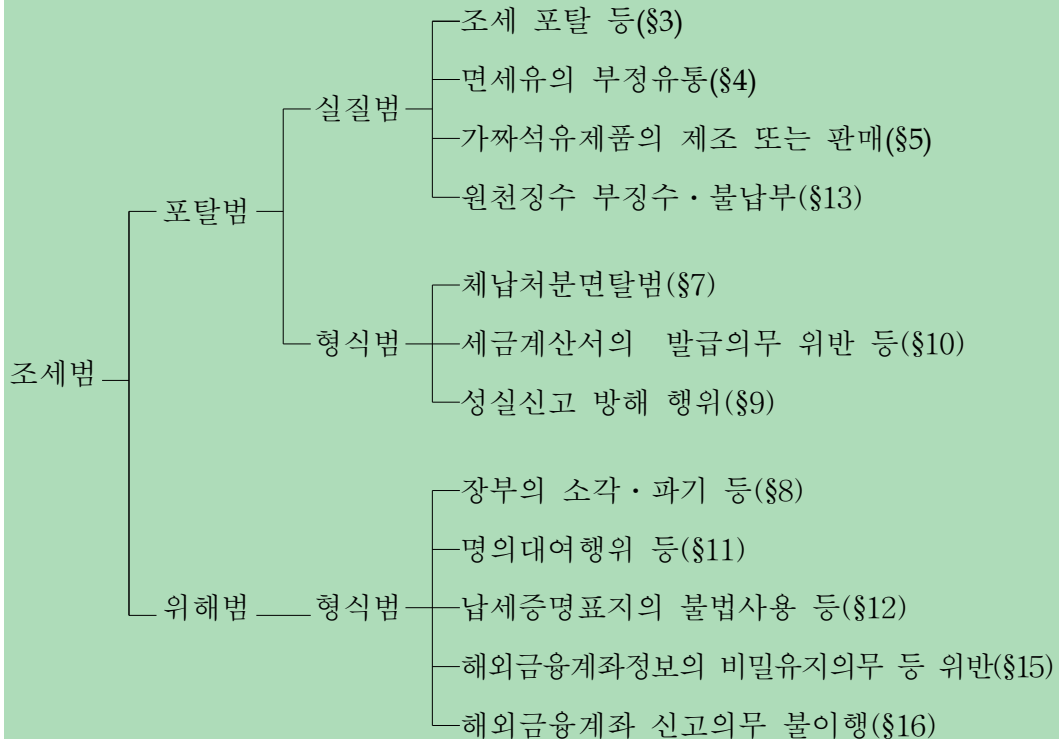 조세 포탈 등(§3)
면세유의 부정유통(§4)
실질범
가짜석유제품의 제조 또는 판매(§5)
원천징수 부징수・불납부(§13)
포탈범
체납처분면탈범(§7)
형식범
세금계산서의 발급의무 위반 등(§10)
조세범
성실신고 방해 행위(§9)
장부의 소각・파기 등(§8)
명의대여행위 등(§11)
위해범
형식범
납세증명표지의 불법사용 등(§12)
해외금융계좌정보의 비밀유지의무 등 위반(§15)
해외금융계좌 신고의무 불이행(§16)